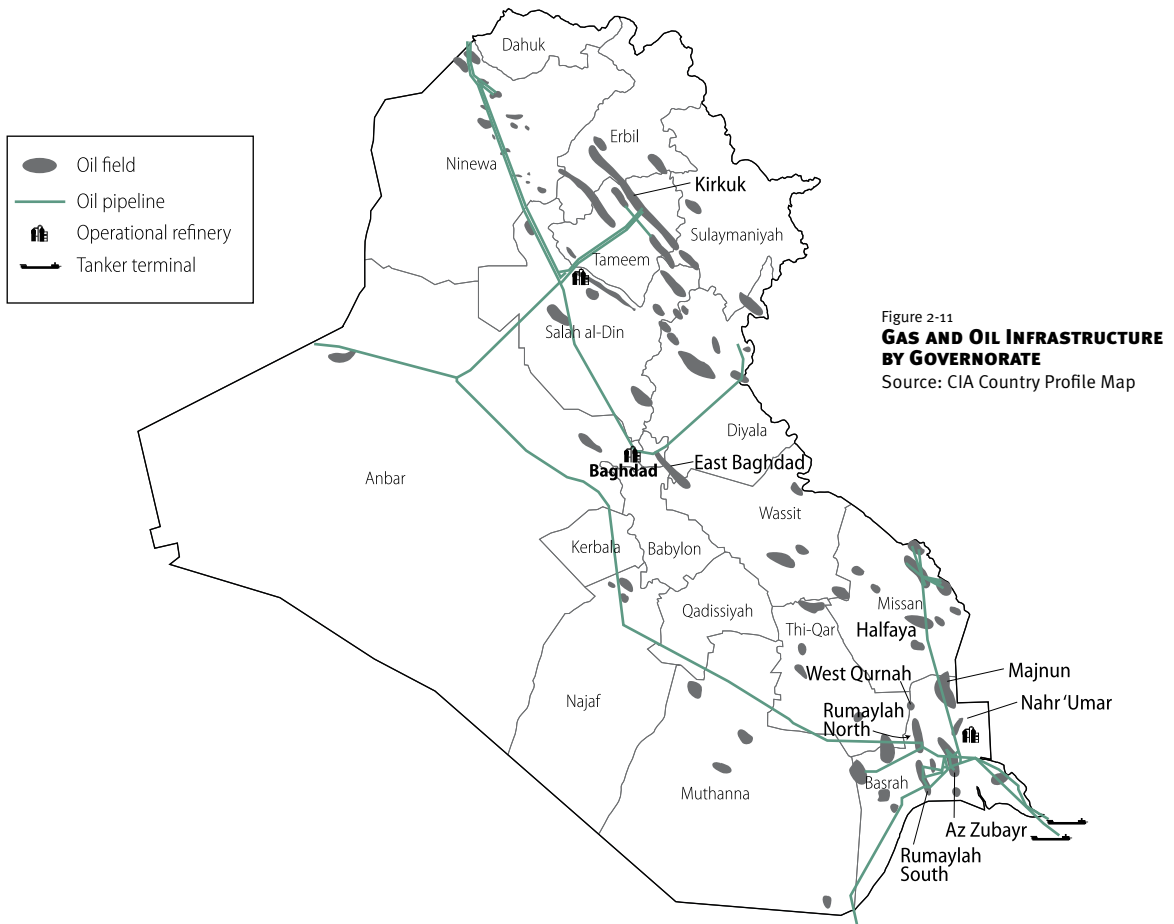 Dahuk
Oil field
Oil pipeline
Operational refinery
Tanker terminal
Erbil
Ninewa
Kirkuk
Sulaymaniyah
Tameem
Figure 2-11
GAS AND OIL INFRASTRUCTURE
BY GOVERNORATE
Source: CIA Country Profile Map
Salah al-Din
Diyala
East Baghdad
Baghdad
Anbar
Wassit
Kerbala
Babylon
Missan
Qadissiyah
Thi-Qar
Halfaya
West Qurnah
Majnun
Najaf
Nahr ‘Umar
Rumaylah
North
Basrah
Muthanna
Az Zubayr
Rumaylah
South